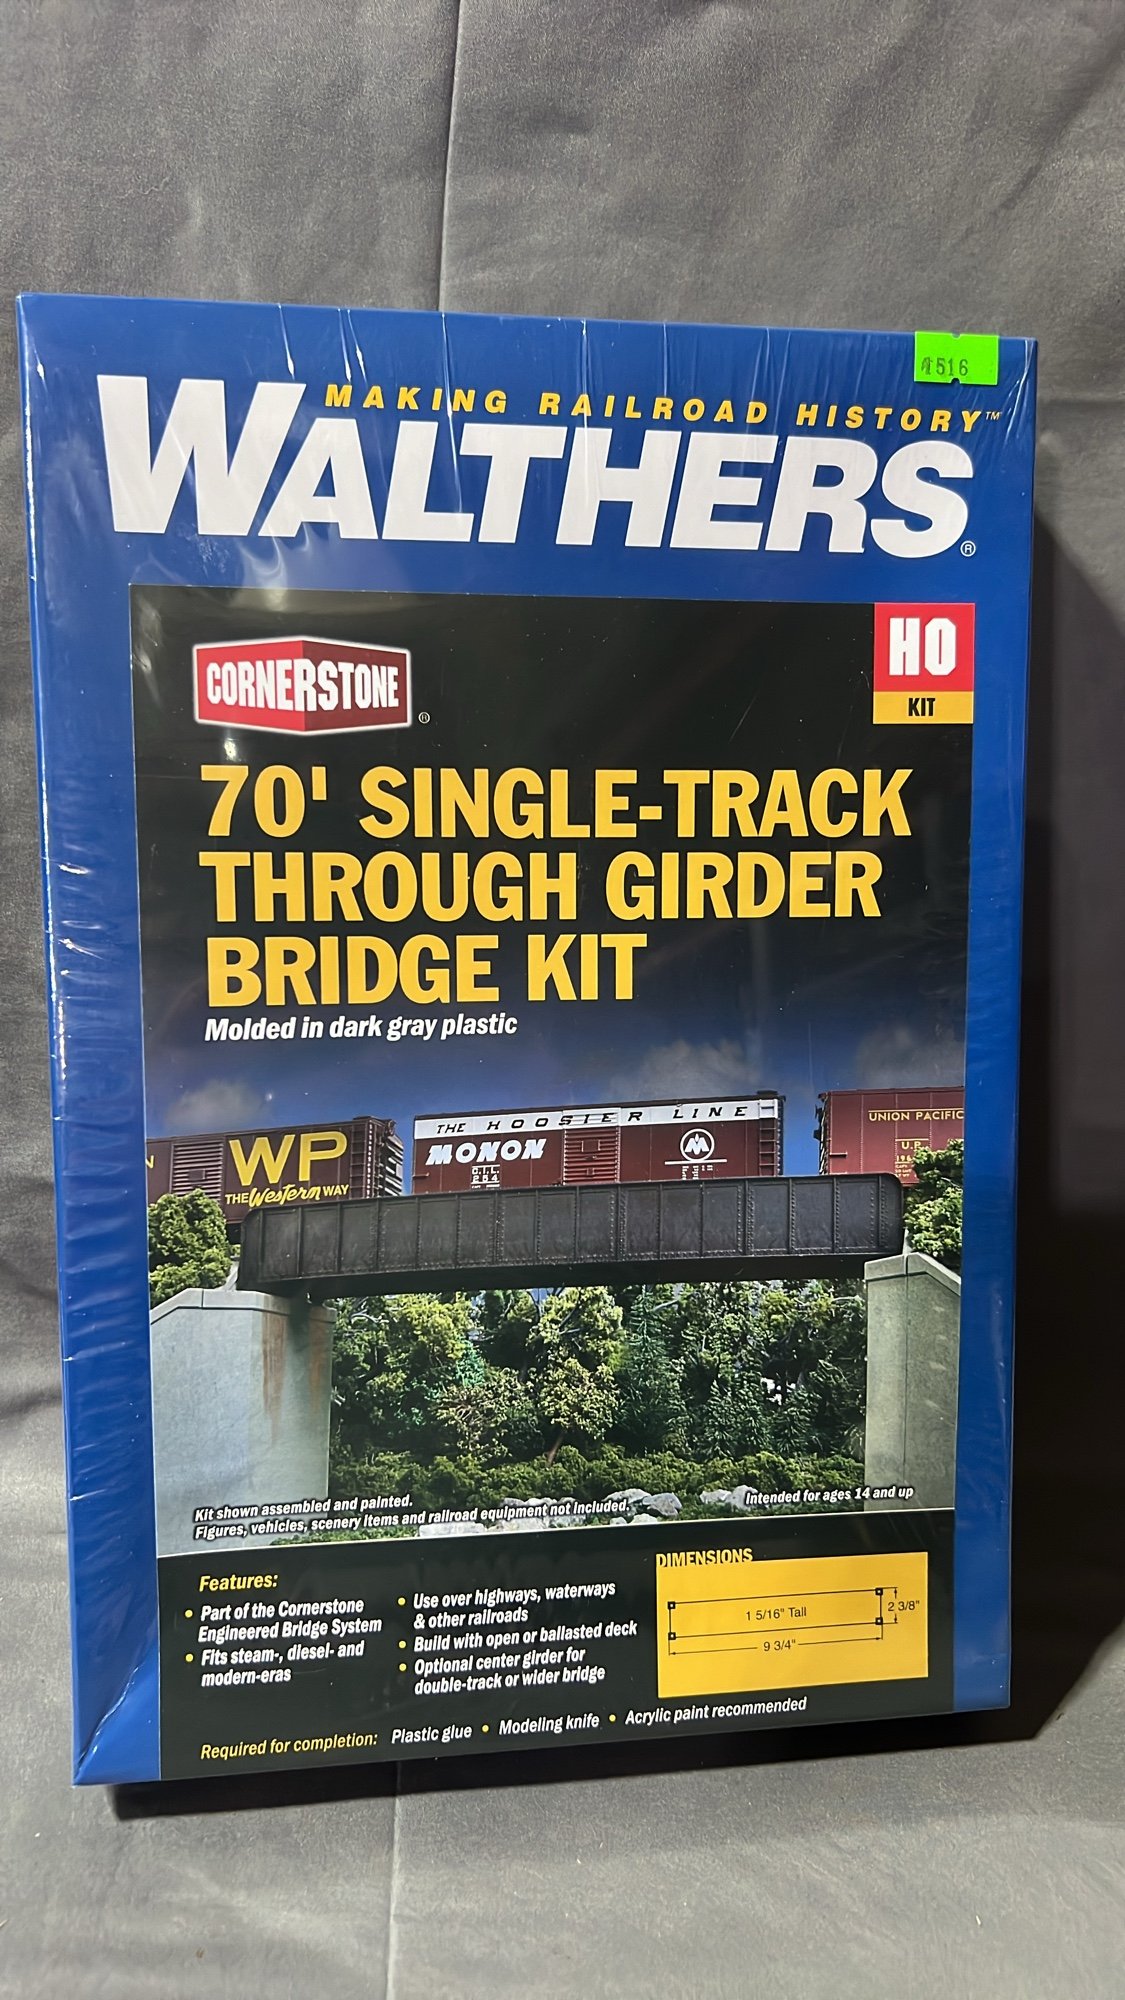 4516
MAKING RAILROAD HISTORY™
WALTHERS®
HO
KIT
CORNERSTONE®
70' SINGLE-TRACK
THROUGH GIRDER
BRIDGE KIT
Molded in dark gray plastic
WP
THE Western WAY
THE HOOSIER LINE
MONON
C.I.L.
254
M
UNION PACIFIC
U.P.
Kit shown assembled and painted.
Figures, vehicles, scenery items and railroad equipment not included.
Intended for ages 14 and up
Features:
• Part of the Cornerstone
Engineered Bridge System
• Fits steam-, diesel- and
modern-eras
• Use over highways, waterways
& other railroads
• Build with open or ballasted deck
• Optional center girder for
double-track or wider bridge
DIMENSIONS
1 5/16" Tall
2 3/8"
9 3/4"
Required for completion: Plastic glue • Modeling knife • Acrylic paint recommended